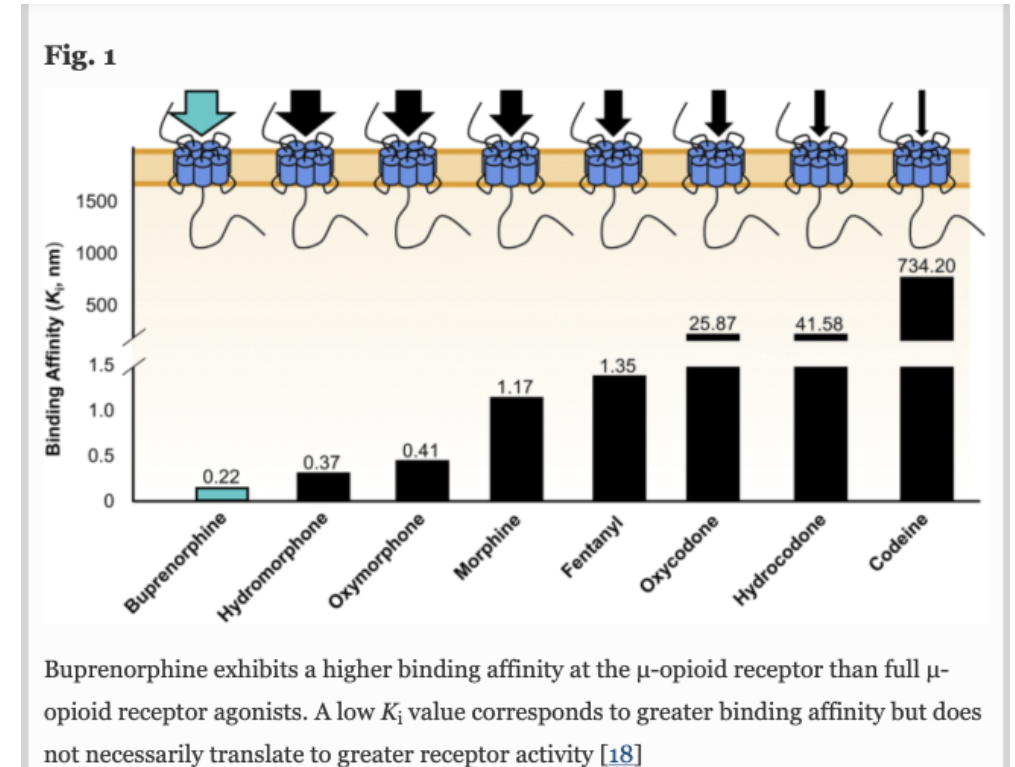 Fig. 1
1500
1000
500
1.5
1.0
0.5
0
Binding Affinity (Ki, nm)
0.22
0.37
0.41
1.17
1.35
25.87
41.58
734.20
Buprenorphine
Hydromorphone
Oxymorphone
Morphine
Fentanyl
Oxycodone
Hydrocodone
Codeine
Buprenorphine exhibits a higher binding affinity at the μ-opioid receptor than full μ-
opioid receptor agonists. A low Ki value corresponds to greater binding affinity but does
not necessarily translate to greater receptor activity [18]